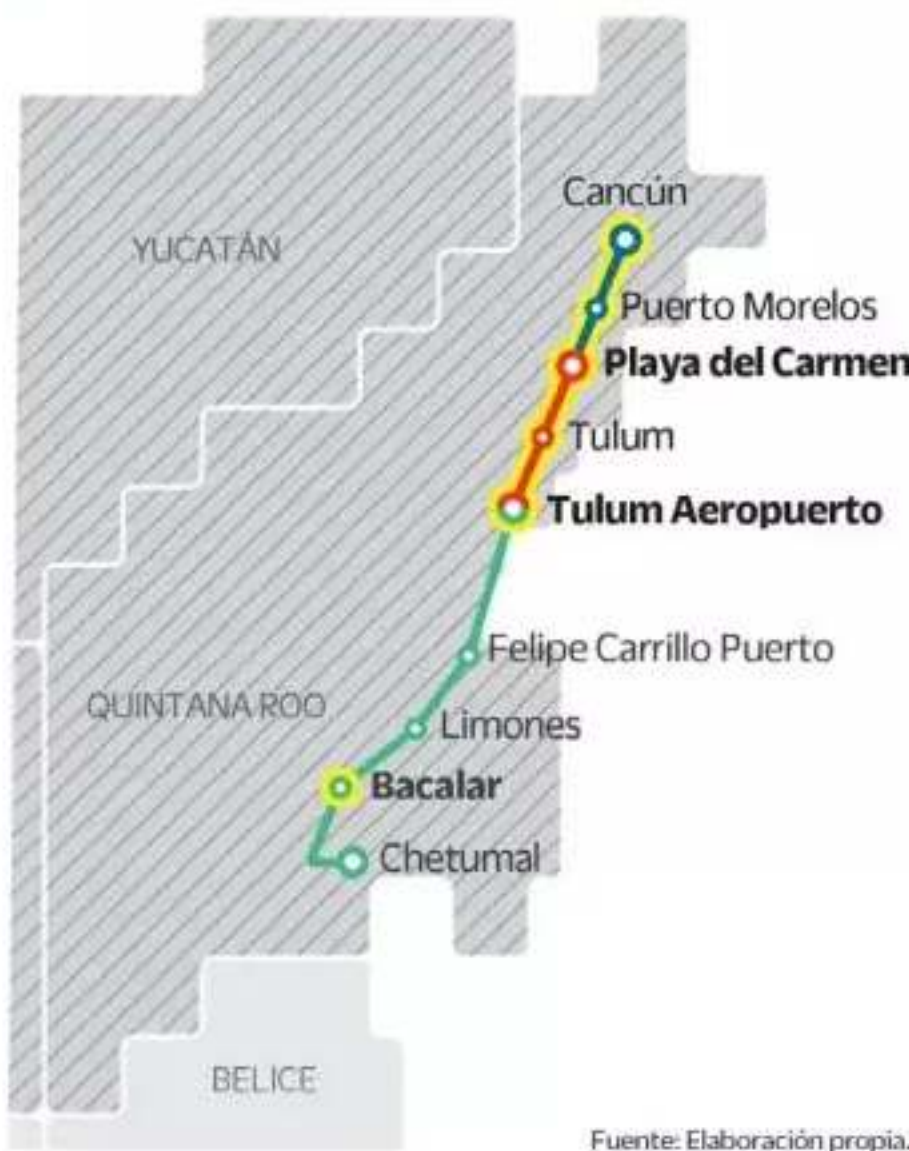 Cancún
YUCATÁN
Puerto Morelos
Playa del Carmen
Tulum
Tulum Aeropuerto
Felipe Carrillo Puerto
QUINTANA ROO
Limones
Bacalar
Chetumal
BELICE
Fuente: Elaboración propia.